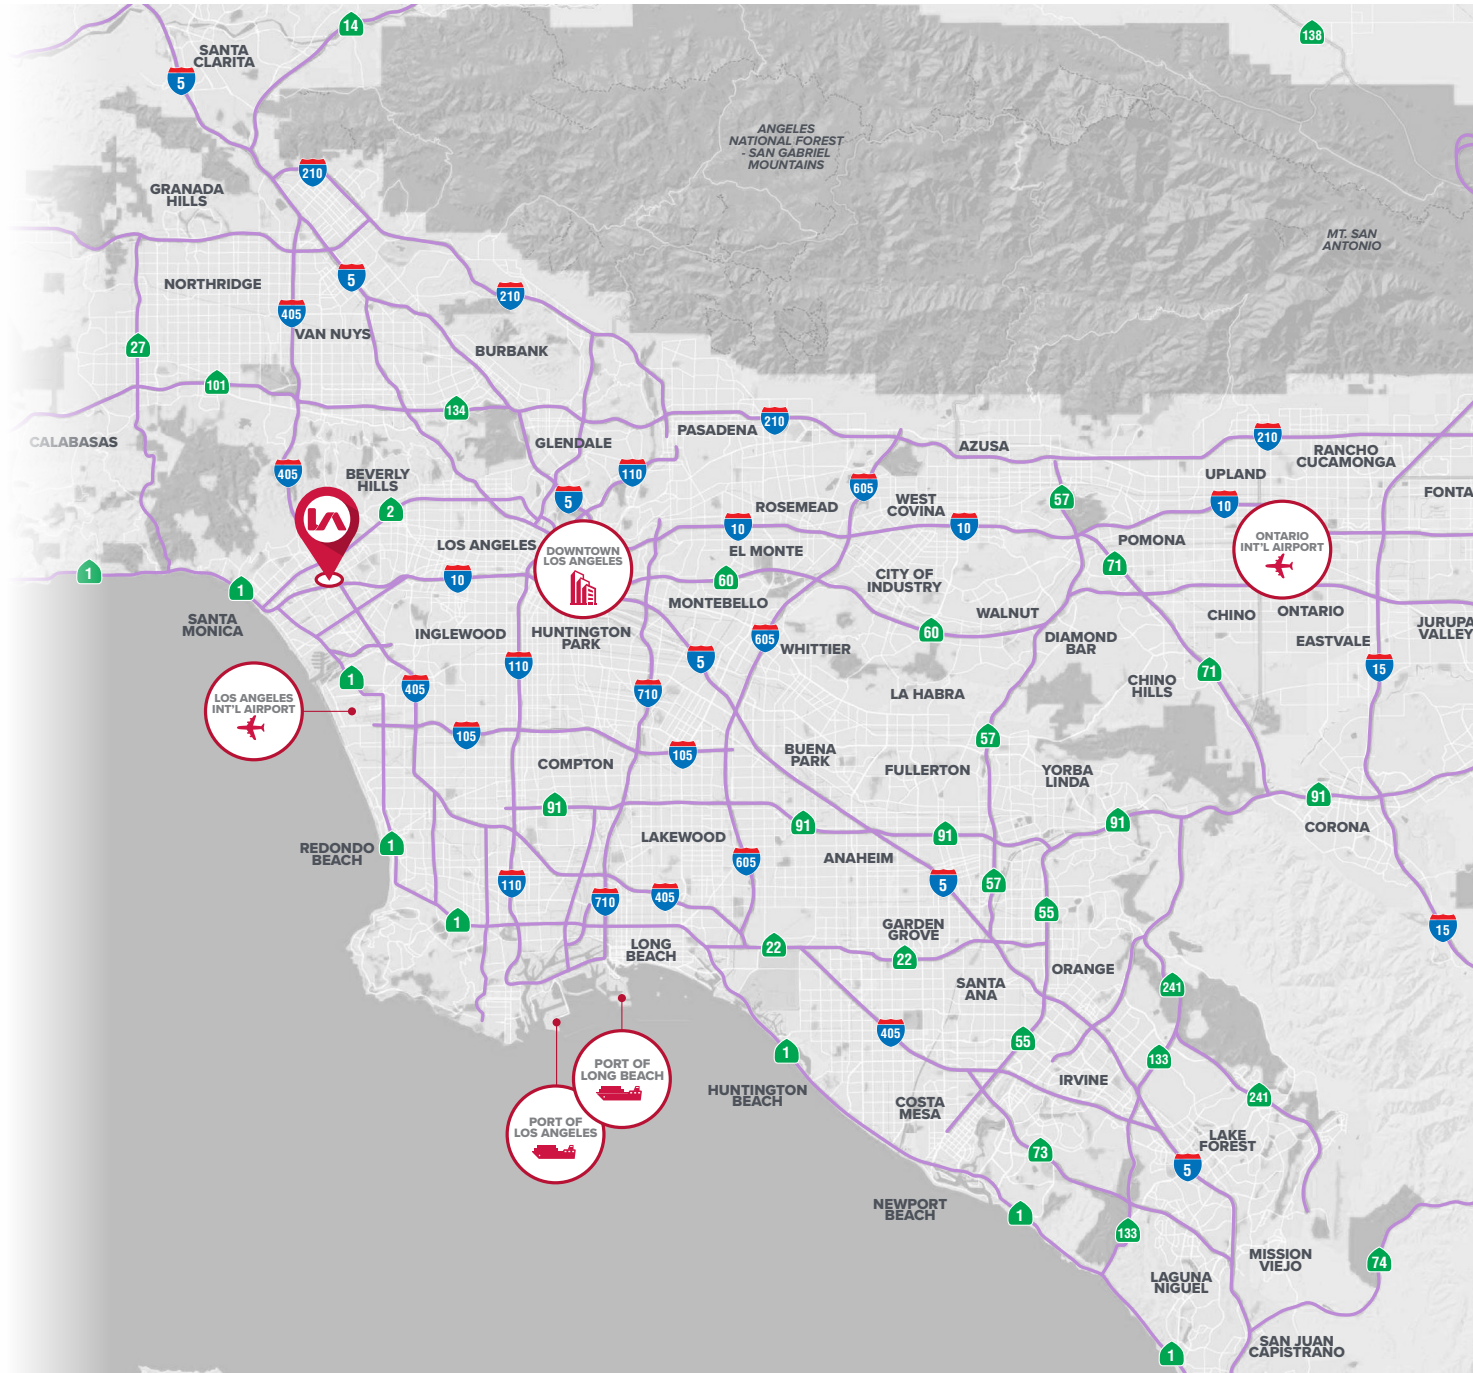 14
138
SANTA
CLARITA
5
ANGELES
NATIONAL FOREST
- SAN GABRIEL
MOUNTAINS
210
GRANADA
HILLS
MT. SAN
ANTONIO
NORTHRIDGE
5
210
405
VAN NUYS
27
BURBANK
101
134
CALABASAS
GLENDALE
PASADENA
210
AZUSA
210
RANCHO
CUCAMONGA
405
BEVERLY
HILLS
110
605
UPLAND
FONTA
LA
2
5
ROSEMEAD
WEST
COVINA
57
10
LOS ANGELES
10
10
POMONA
DOWNTOWN
LOS ANGELES
EL MONTE
ONTARIO
INT'L AIRPORT
1
1
10
60
CITY OF
INDUSTRY
71
MONTEBELLO
WALNUT
CHINO
ONTARIO
SANTA
MONICA
INGLEWOOD
HUNTINGTON
PARK
605
WHITTIER
60
DIAMOND
BAR
EASTVALE
JURUPA
VALLEY
110
5
71
15
1
405
710
LA HABRA
CHINO
HILLS
LOS ANGELES
INT'L AIRPORT
105
105
57
COMPTON
BUENA
PARK
FULLERTON
YORBA
LINDA
91
91
91
91
91
CORONA
REDONDO
BEACH
1
LAKEWOOD
605
ANAHEIM
110
710
405
5
57
55
15
1
LONG
BEACH
22
GARDEN
GROVE
22
ORANGE
SANTA
ANA
241
405
55
1
133
PORT OF
LONG BEACH
IRVINE
HUNTINGTON
BEACH
COSTA
MESA
241
PORT OF
LOS ANGELES
73
LAKE
FOREST
5
NEWPORT
BEACH
1
133
MISSION
VIEJO
74
LAGUNA
NIGUEL
1
SAN JUAN
CAPISTRANO